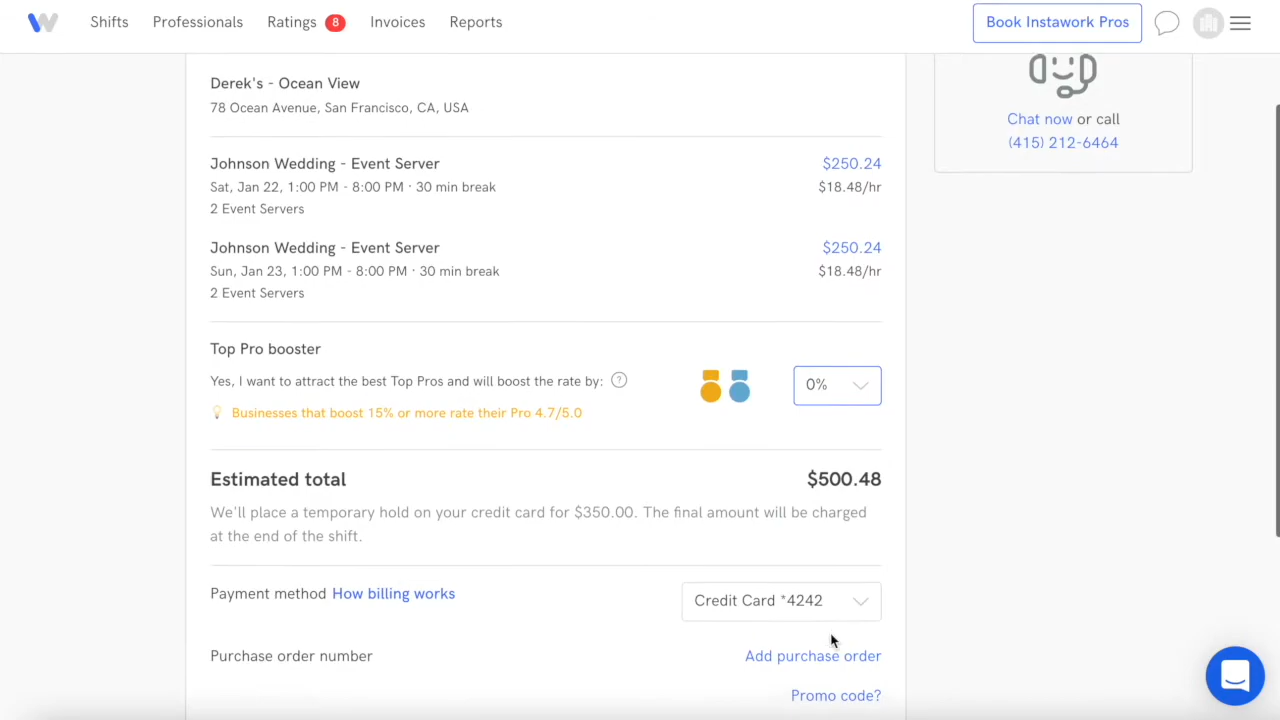 Shifts Professionals Ratings 8 Invoices Reports Book Instawork Pros
Derek's - Ocean View
78 Ocean Avenue, San Francisco, CA, USA
Chat now or call
(415) 212-6464
Johnson Wedding - Event Server $250.24
Sat, Jan 22, 1:00 PM - 8:00 PM · 30 min break $18.48/hr
2 Event Servers
Johnson Wedding - Event Server $250.24
Sun, Jan 23, 1:00 PM - 8:00 PM · 30 min break $18.48/hr
2 Event Servers
Top Pro booster
Yes, I want to attract the best Top Pros and will boost the rate by: ? 0%
Businesses that boost 15% or more rate their Pro 4.7/5.0
Estimated total $500.48
We'll place a temporary hold on your credit card for $350.00. The final amount will be charged
at the end of the shift.
Payment method How billing works Credit Card *4242
Purchase order number Add purchase order
Promo code?